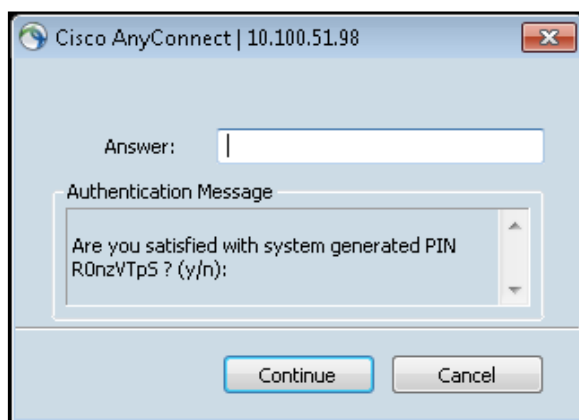 Cisco AnyConnect | 10.100.51.98
Answer:
Authentication Message
Are you satisfied with system generated PIN
R0nzVTpS ? (y/n):
Continue
Cancel